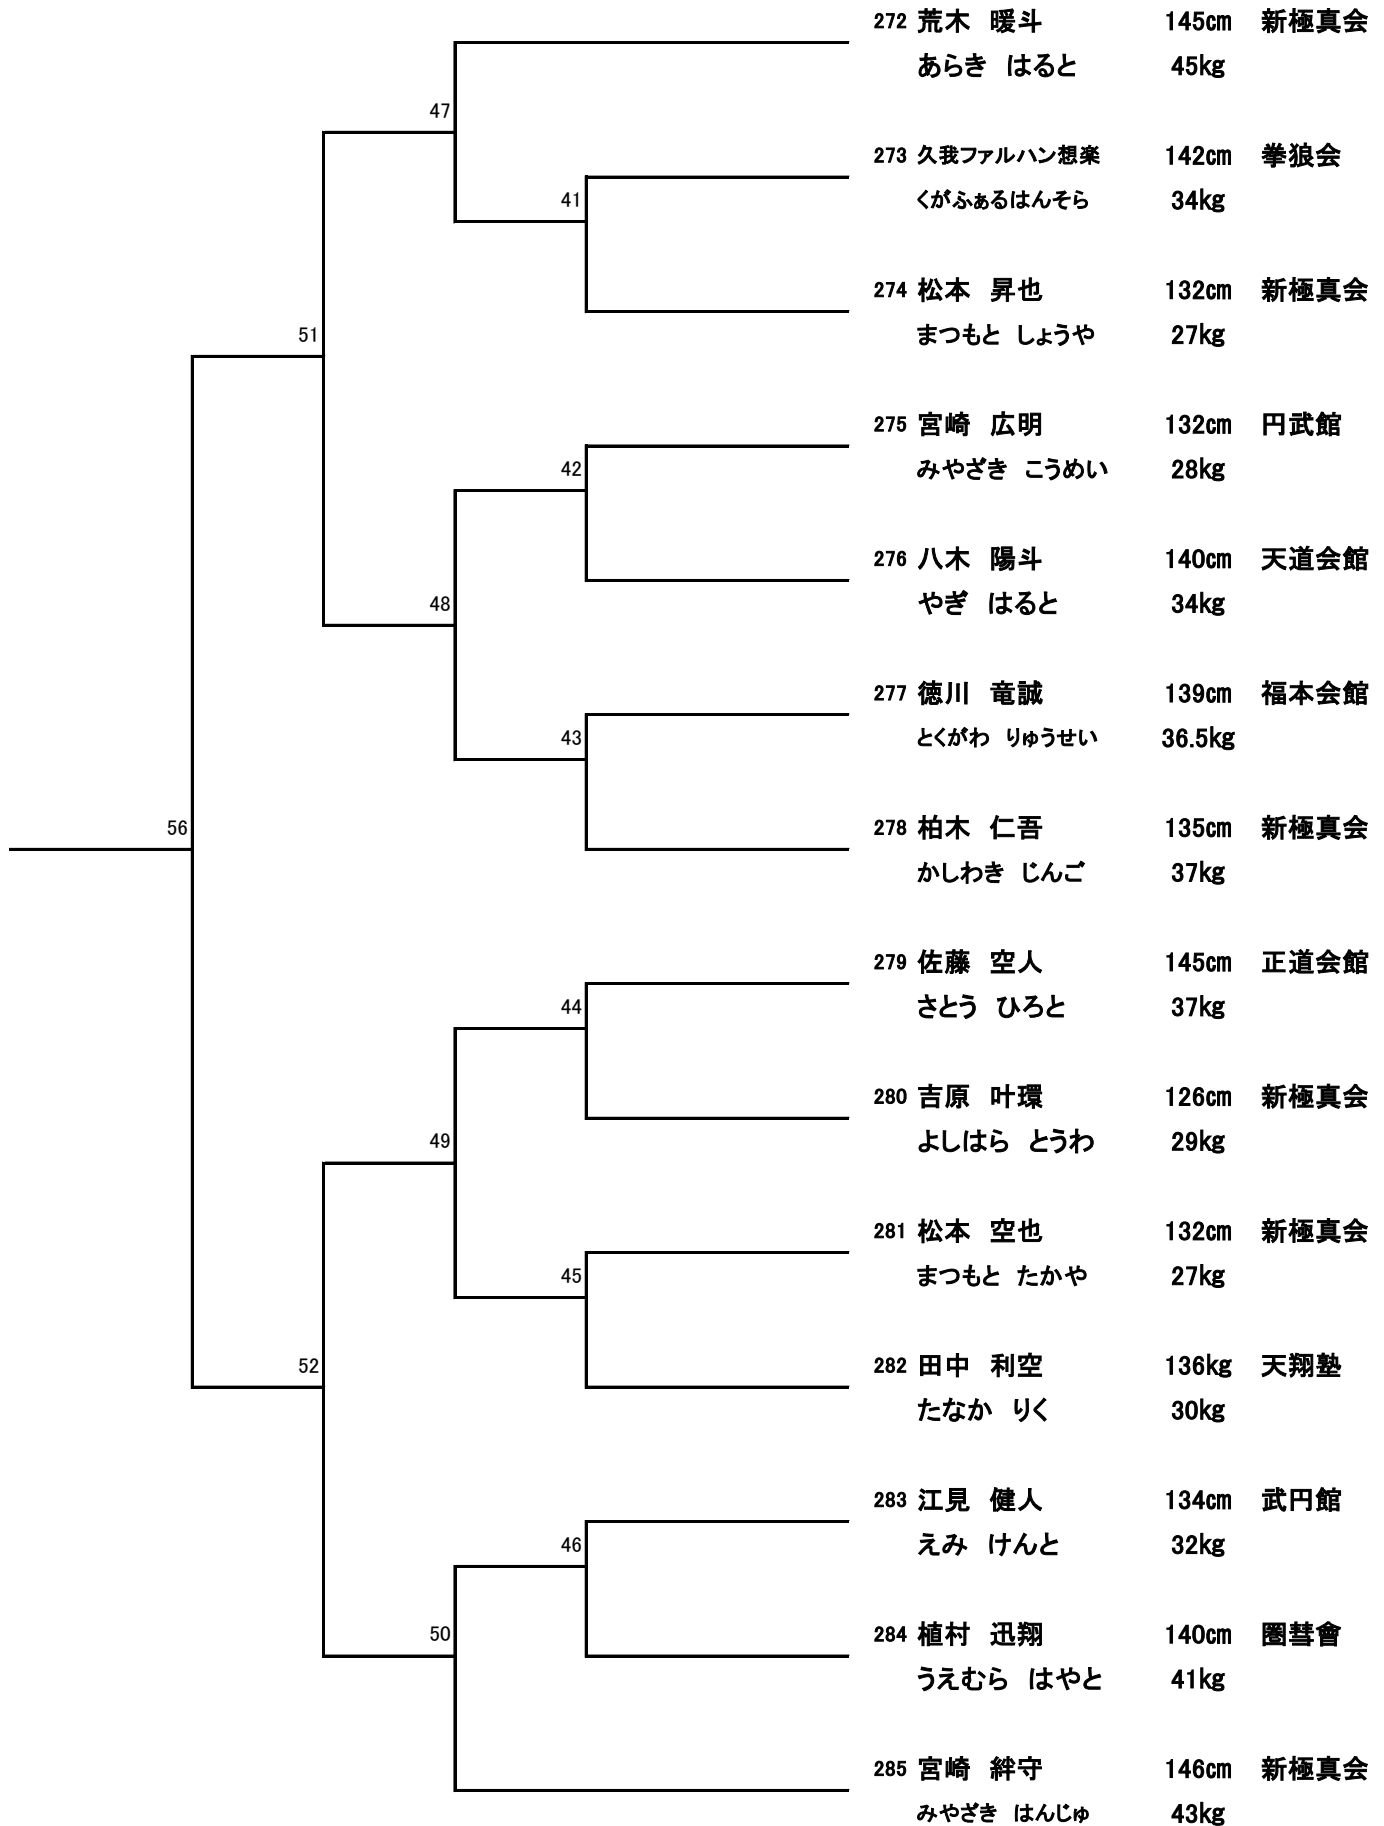 272 荒木 暖斗 145cm 新極真会
あらき はると 45kg
47
273 久我ファルハン想楽 142cm 拳狼会
41 くがふぁるはんそら 34kg
274 松本 昇也 132cm 新極真会
51 まつもと しょうや 27kg
275 宮崎 広明 132cm 円武館
42 みやざき こうめい 28kg
276 八木 陽斗 140cm 天道会館
48 やぎ はると 34kg
277 徳川 竜誠 139cm 福本会館
43 とくがわ りゅうせい 36.5kg
56 278 柏木 仁吾 135cm 新極真会
かしわき じんご 37kg
279 佐藤 空人 145cm 正道会館
44 さとう ひろと 37kg
280 吉原 叶環 126cm 新極真会
49 よしはら とうわ 29kg
281 松本 空也 132cm 新極真会
45 まつもと たかや 27kg
52 282 田中 利空 136kg 天翔塾
たなか りく 30kg
283 江見 健人 134cm 武円館
46 えみ けんと 32kg
50 284 植村 迅翔 140cm 圏彗會
うえむら はやと 41kg
285 宮崎 絆守 146cm 新極真会
みやざき はんじゅ 43kg